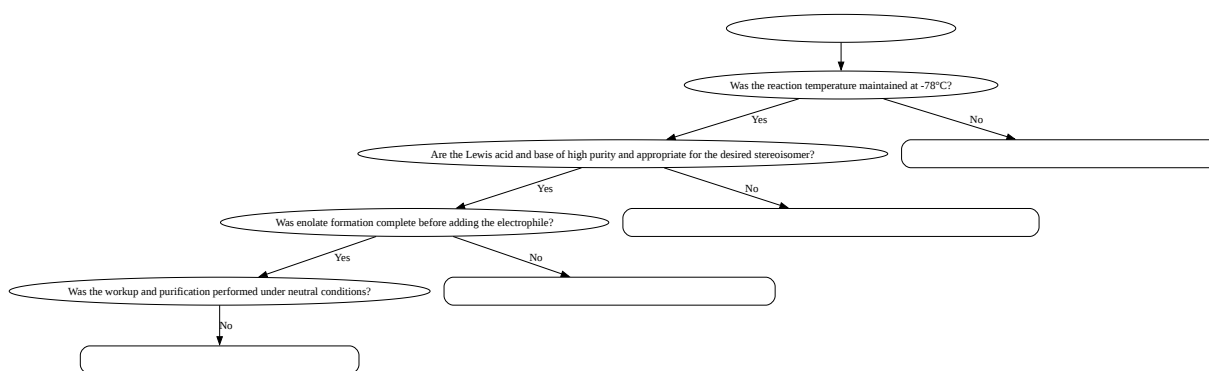 Was the reaction temperature maintained at -78°C?
Yes
No
Are the Lewis acid and base of high purity and appropriate for the desired stereoisomer?
Yes
No
Was enolate formation complete before adding the electrophile?
Yes
No
Was the workup and purification performed under neutral conditions?
No